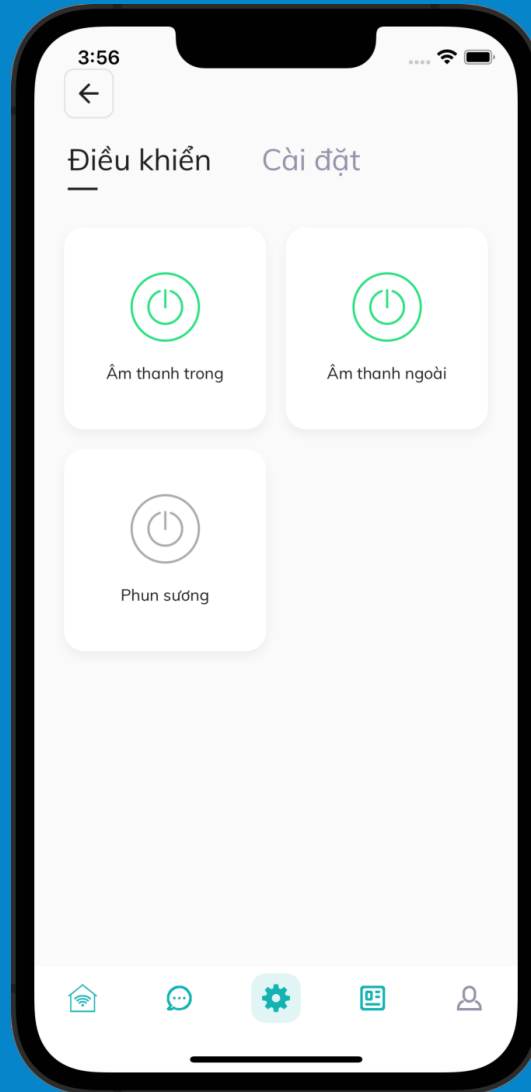 3:56
Điều khiển
Cài đặt
Âm thanh trong
Âm thanh ngoài
Phun sương